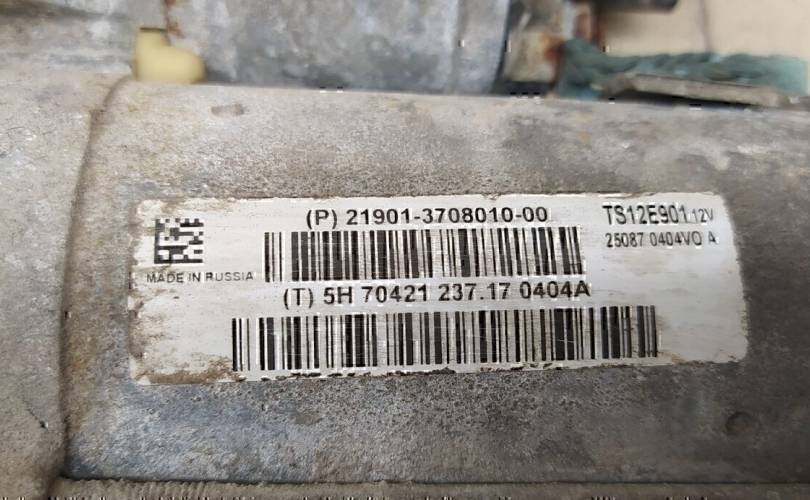 (P) 21901-3708010-00
TS12E901 12V
25087 0404VO A
MADE IN RUSSIA
(T) 5H 70421 237.17 0404A